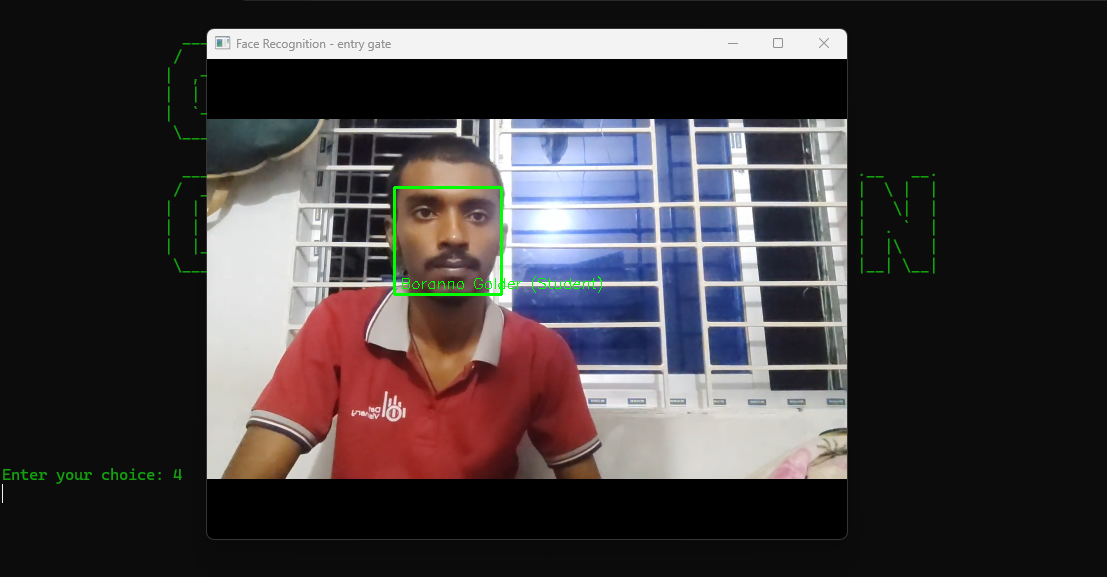 Face Recognition - entry gate
Boranno Golder (Student)
Enter your choice: 4